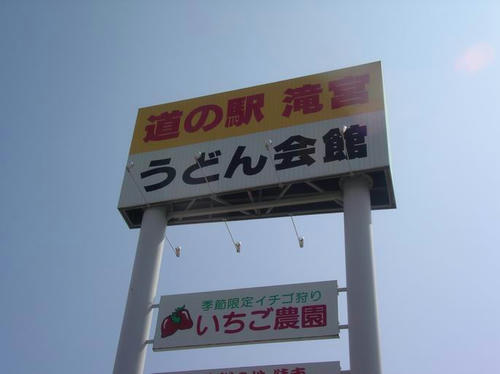 道の駅 滝宮
うどん会館
季節限定イチゴ狩り
いちご農園